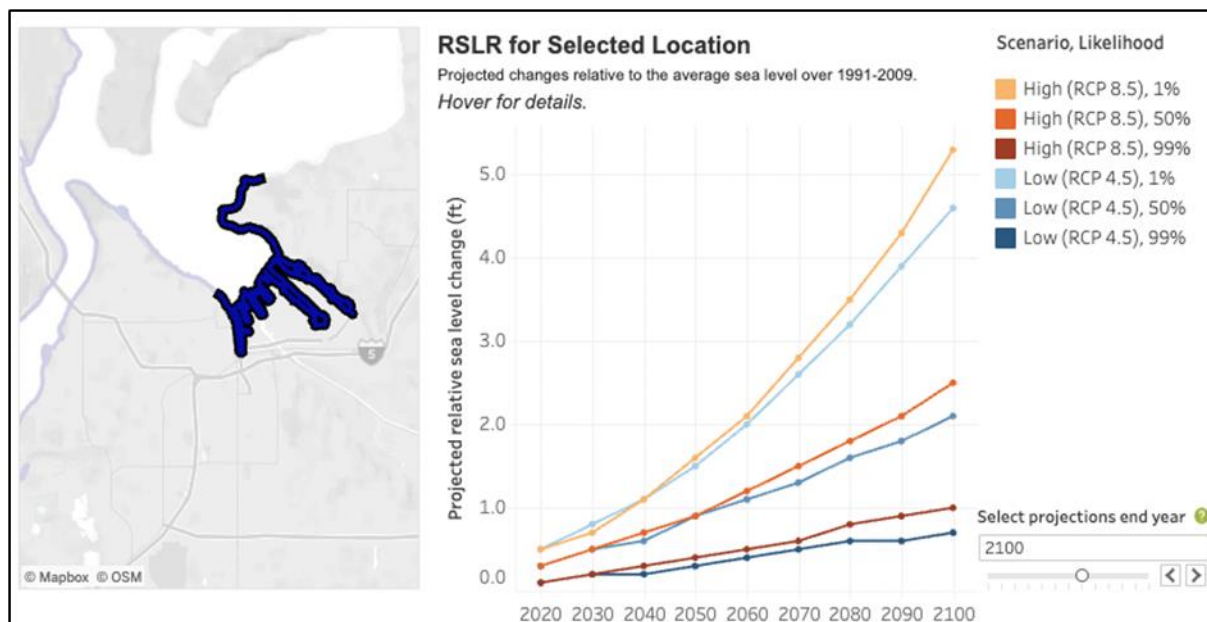 RSLR for Selected Location
Projected changes relative to the average sea level over 1991-2009.
Hover for details.
Projected relative sea level change (ft)
5.0
4.0
3.0
2.0
1.0
0.0
2020 2030 2040 2050 2060 2070 2080 2090 2100
Scenario, Likelihood
High (RCP 8.5), 1%
High (RCP 8.5), 50%
High (RCP 8.5), 99%
Low (RCP 4.5), 1%
Low (RCP 4.5), 50%
Low (RCP 4.5), 99%
Select projections end year ?
2100
5
© Mapbox © OSM